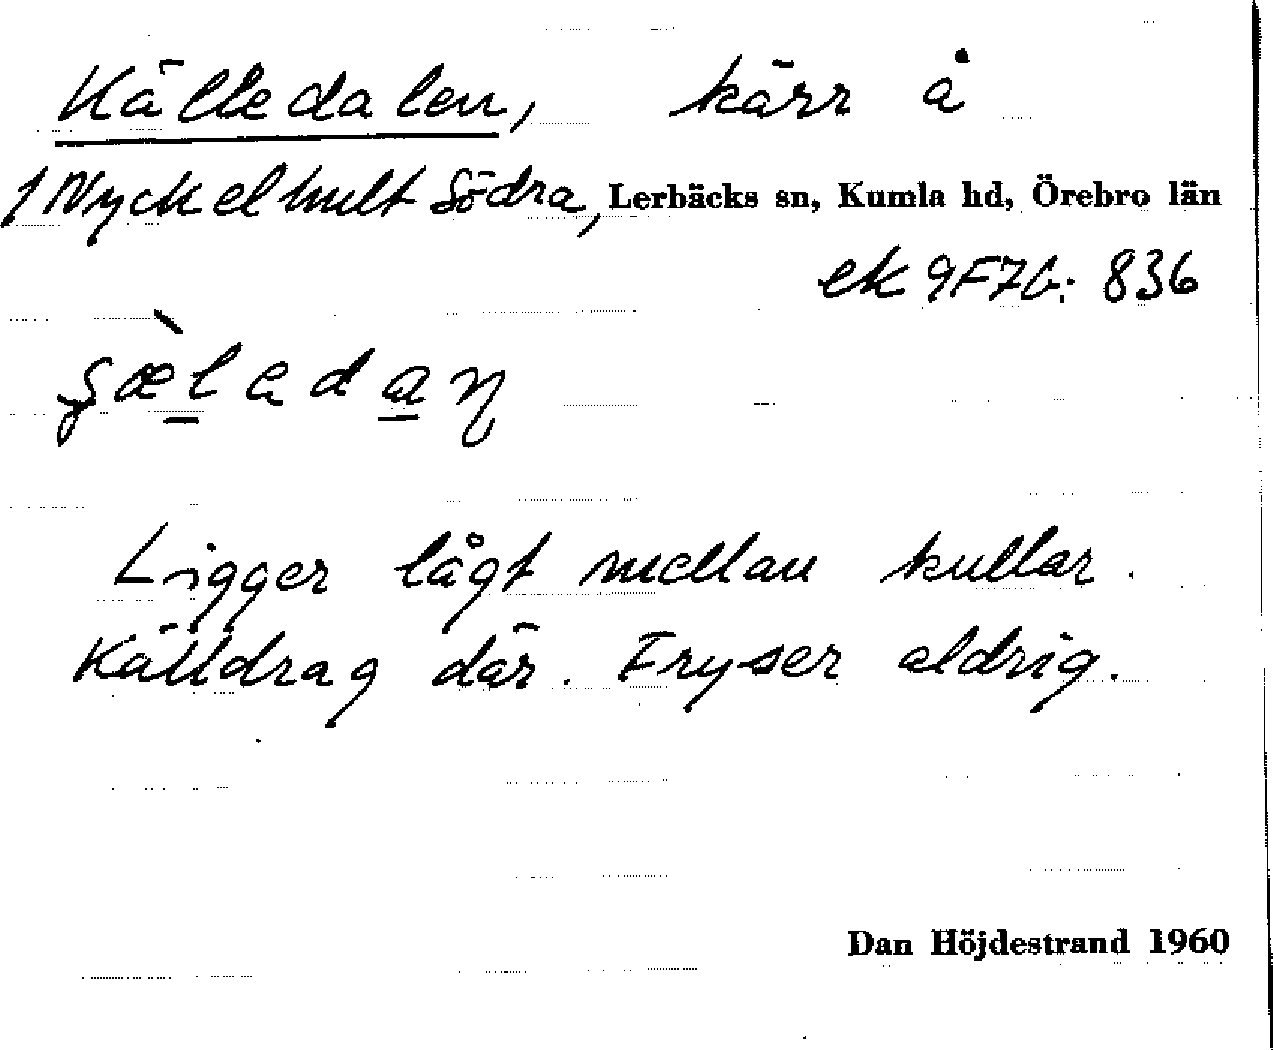 Källedalen, kärr å
1 Nyckelhult Södra, Lerbäcks sn, Kumla hd, Örebro län
ek 9F7b: 836
Ligger lågt mellan kullar.
Källdrag där. Fryser aldrig.
Dan Höjdestrand 1960